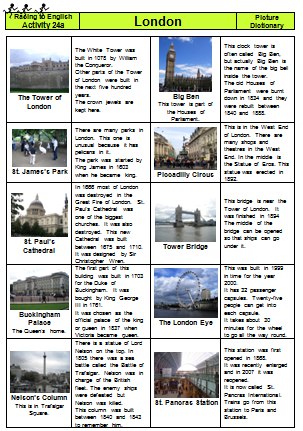 Racing to English
Activity 24a
London
Picture
Dictionary
The Tower of
London
The White Tower was
built in 1078 by William
the Conqueror.
Other parts of the
Tower of London were
built in the next five
hundred years.
The crown jewels are
kept here.
Big Ben
This tower is part of
the Houses of
Parliament.
This clock tower is
often called Big Ben,
but actually Big Ben is
the name of the big bell
inside the tower.
The old Houses of
Parliament were burnt
down in 1834 and they
were rebuilt between
1840 and 1888.
St. James's Park
There are many parks in
London. This one is
unusual because it has
pelicans in it.
The park was started by
King James in 1603
when he became king.
Piccadilly Circus
This is in the West End
of London. There are
many shops and
theatres in the West
End. In the middle is
the Statue of Eros. This
statue was erected in
1892.
St. Paul's
Cathedral
In 1666 most of London
was destroyed in the
Great Fire of London. St.
Paul's Cathedral was
one of the biggest
churches. It was also
destroyed. This new
Cathedral was built
between 1675 and 1710.
It was designed by Sir
Christopher Wren.
Tower Bridge
This bridge is near the
Tower of London. It
was finished in 1894
The middle of the
bridge can be opened
so that ships can go
under it.
Buckingham
Palace
The Queen's home.
The first part of this
building was built in 1703
for the Duke of
Buckingham. It was
bought by King George
III in 1761.
It was chosen as the
official palace of the king
or queen in 1837 when
Victoria became queen.
The London Eye
This was built in 1999
in time for the year
2000.
It has 32 passenger
capsules. Twenty-five
people can get into
each capsule.
It takes about 30
minutes for the wheel
to go all the way round.
Nelson's Column
This is in Trafalgar
Square.
There is a statue of Lord
Nelson on the top. In
1805 there was a sea
battle called the Battle of
Trafalgar. Nelson was in
charge of the British
fleet. The enemy ships
were defeated but
Nelson was killed.
This column was built
between 1840 and 1843
to remember him.
St. Pancras Station
This station was first
opened in 1868.
It was recently enlarged
and in 2007 it was
reopened.
It is now called St.
Pancras International.
Trains go from this
station to Paris and
Brussels.